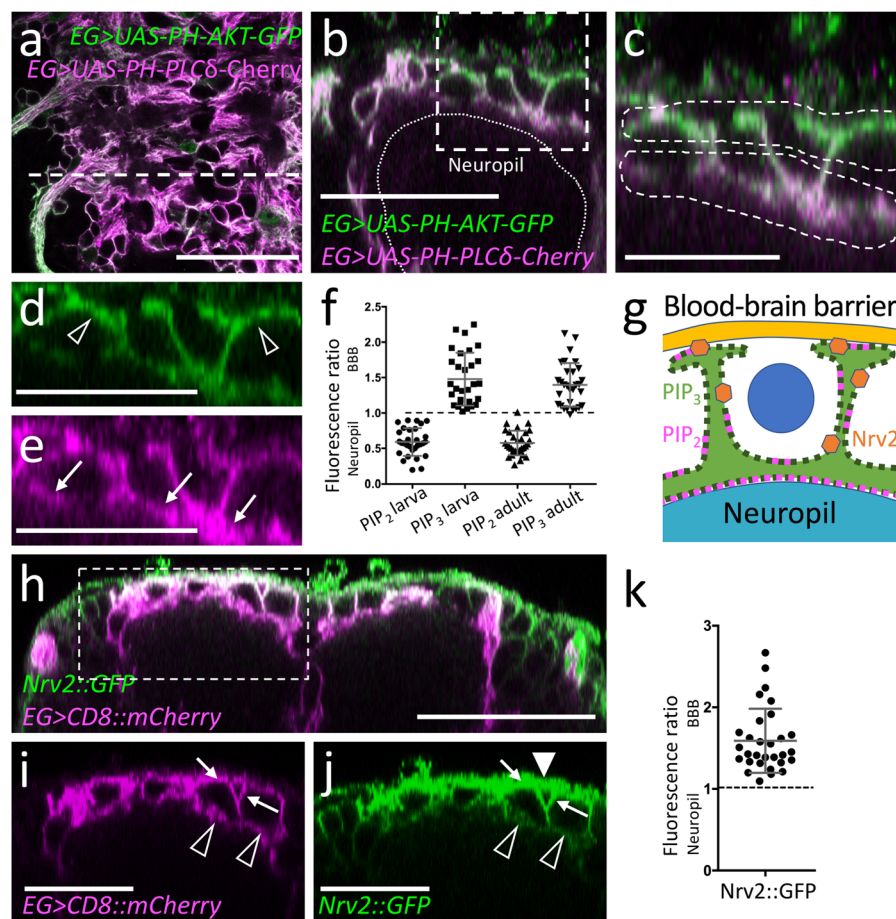 a
EG>UAS-PH-AKT-GFP
EG>UAS-PH-PLCδ-Cherry
b
Neuropil
EG>UAS-PH-AKT-GFP
EG>UAS-PH-PLCδ-Cherry
c
d
e
f
Fluorescence ratio
BBB
Neuropil
2.5
2.0
1.5
1.0
0.5
0.0
PIP2 larva
PIP3 larva
PIP2 adult
PIP3 adult
g
Blood-brain barrier
PIP3
PIP2
Nrv2
Neuropil
h
Nrv2::GFP
EG>CD8::mCherry
i
EG>CD8::mCherry
j
Nrv2::GFP
k
Fluorescence ratio
BBB
Neuropil
3
2
1
0
Nrv2::GFP